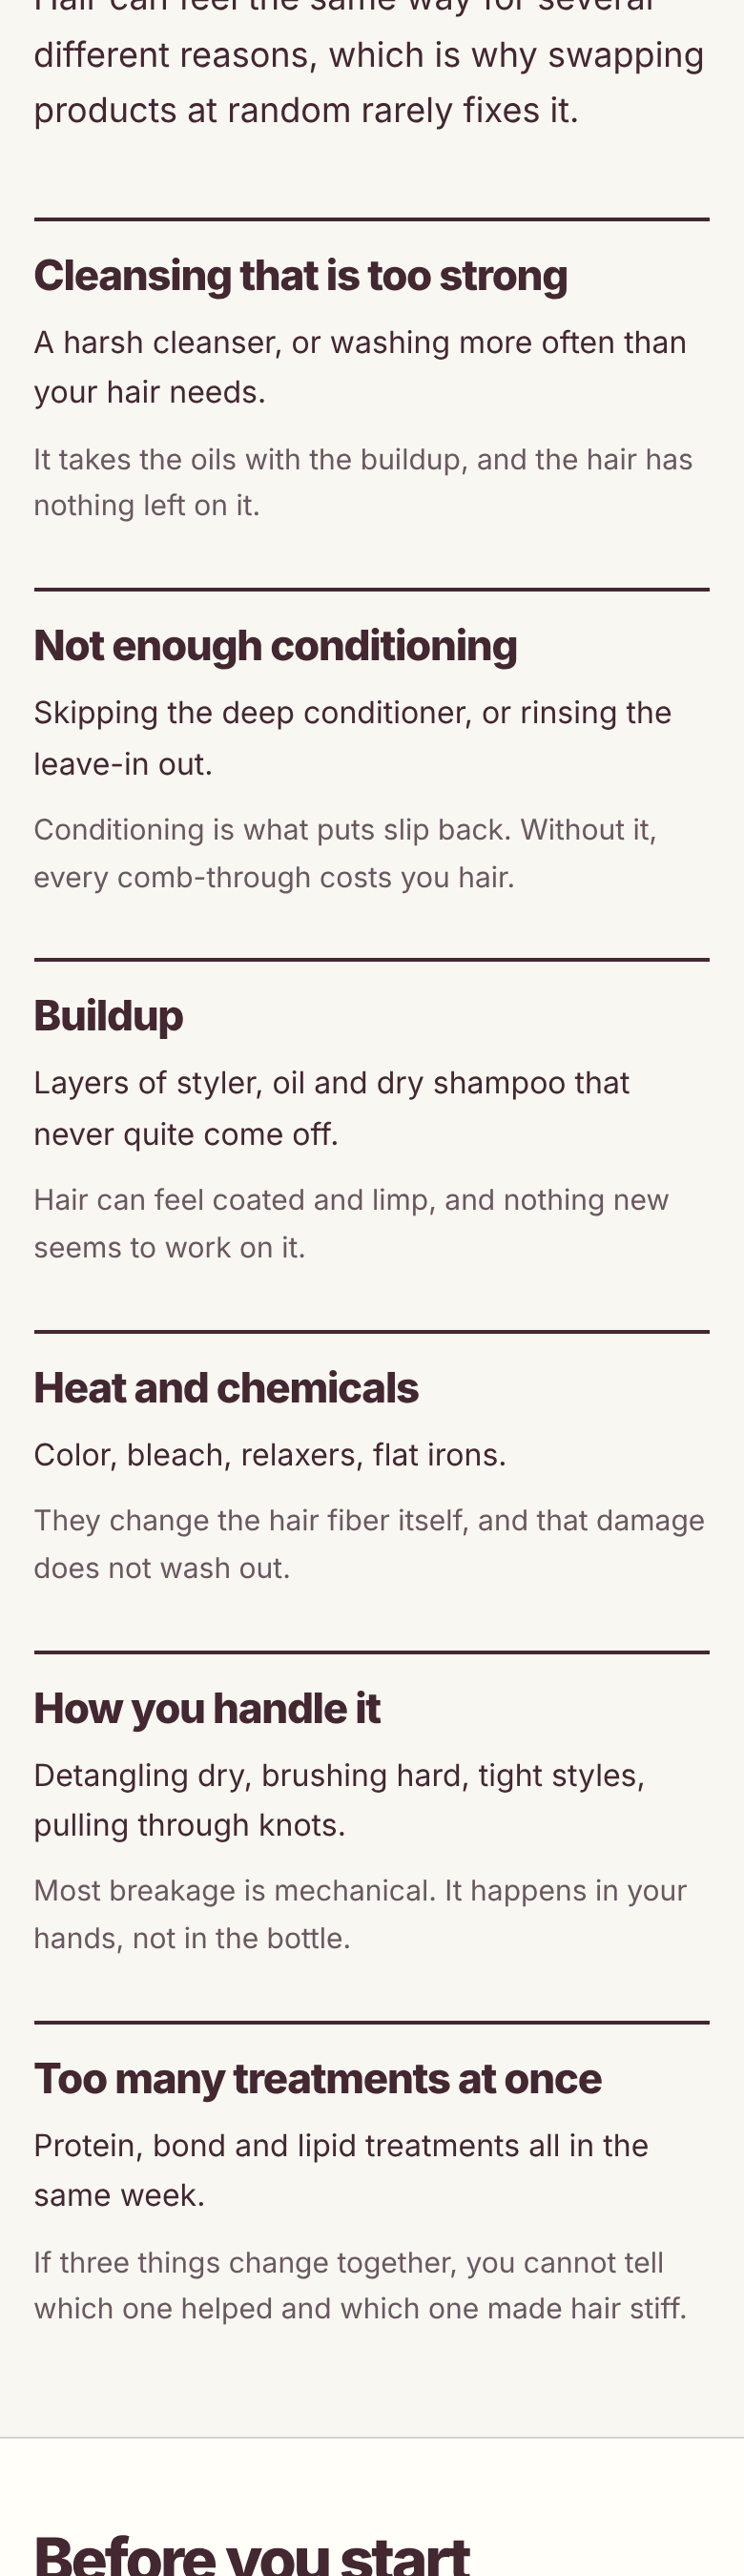 Hair can feel the same way for several
different reasons, which is why swapping
products at random rarely fixes it.
Cleansing that is too strong
A harsh cleanser, or washing more often than
your hair needs.
It takes the oils with the buildup, and the hair has
nothing left on it.
Not enough conditioning
Skipping the deep conditioner, or rinsing the
leave-in out.
Conditioning is what puts slip back. Without it,
every comb-through costs you hair.
Buildup
Layers of styler, oil and dry shampoo that
never quite come off.
Hair can feel coated and limp, and nothing new
seems to work on it.
Heat and chemicals
Color, bleach, relaxers, flat irons.
They change the hair fiber itself, and that damage
does not wash out.
How you handle it
Detangling dry, brushing hard, tight styles,
pulling through knots.
Most breakage is mechanical. It happens in your
hands, not in the bottle.
Too many treatments at once
Protein, bond and lipid treatments all in the
same week.
If three things change together, you cannot tell
which one helped and which one made hair stiff.
Before you start